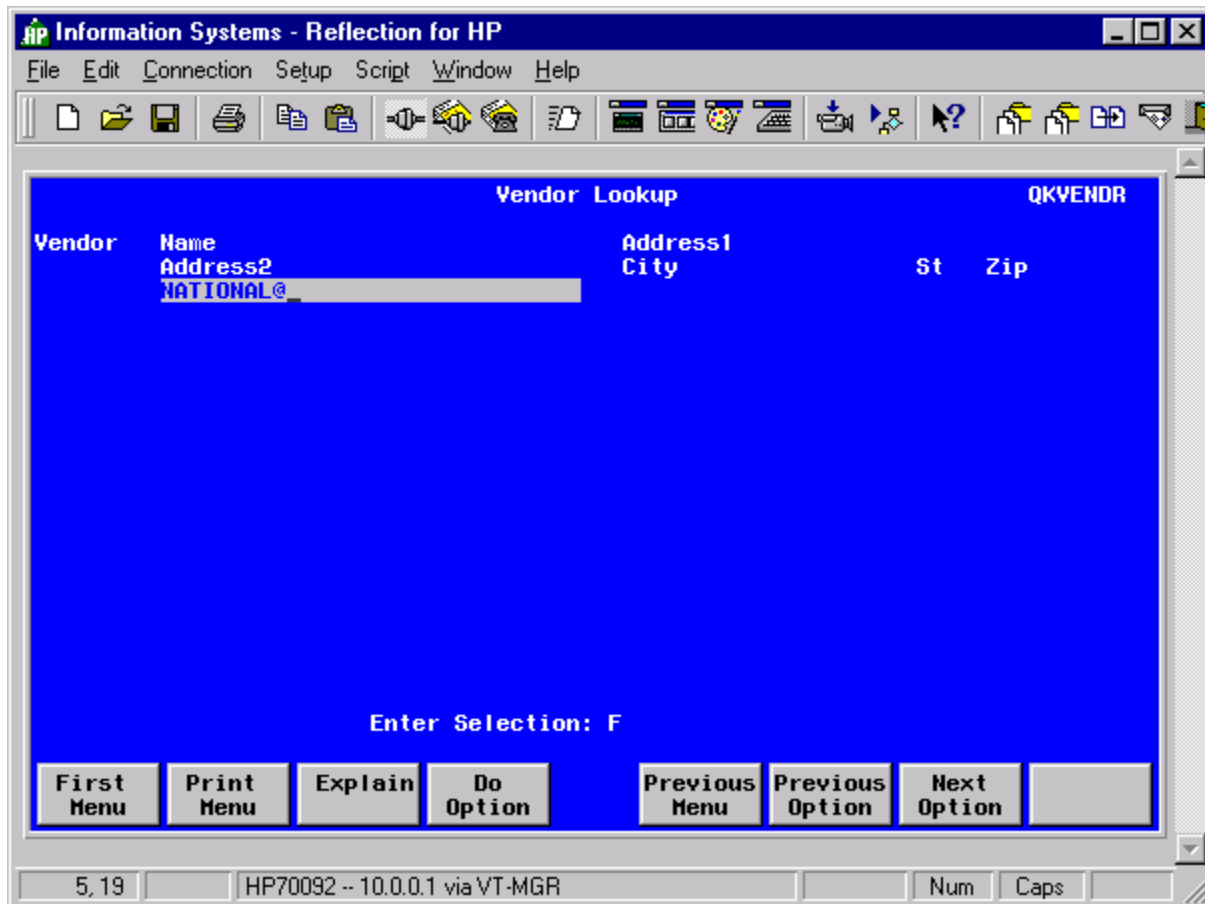 Information Systems - Reflection for HP
File Edit Connection Setup Script Window Help
Vendor Lookup QKVENDR
Vendor Name Address1
Address2 City St Zip
NATIONAL@_
Enter Selection: F
First Menu Print Menu Explain Do Option Previous Menu Previous Option Next Option
5, 19 HP70092 -- 10.0.0.1 via VT-MGR Num Caps